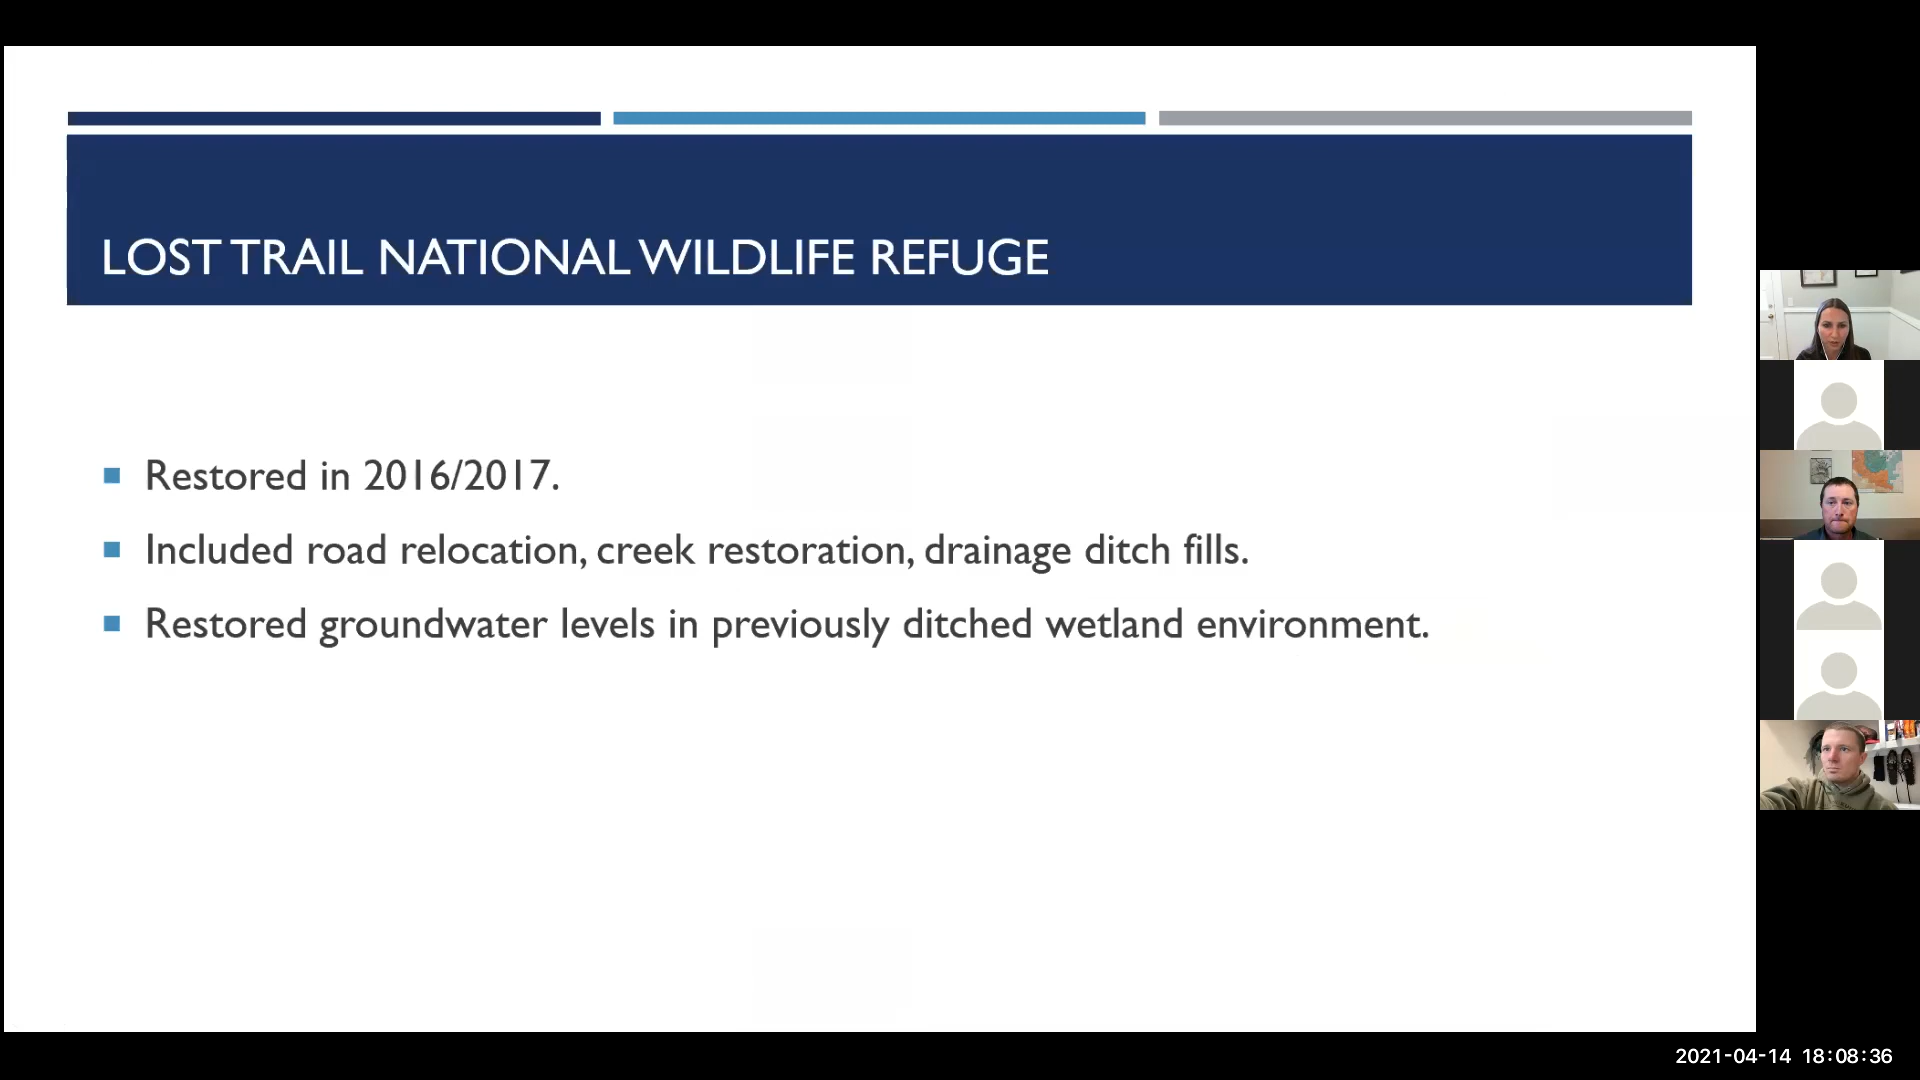 LOST TRAIL NATIONAL WILDLIFE REFUGE
Restored in 2016/2017.
Included road relocation, creek restoration, drainage ditch fills.
Restored groundwater levels in previously ditched wetland environment.
2021-04-14 18:08:36